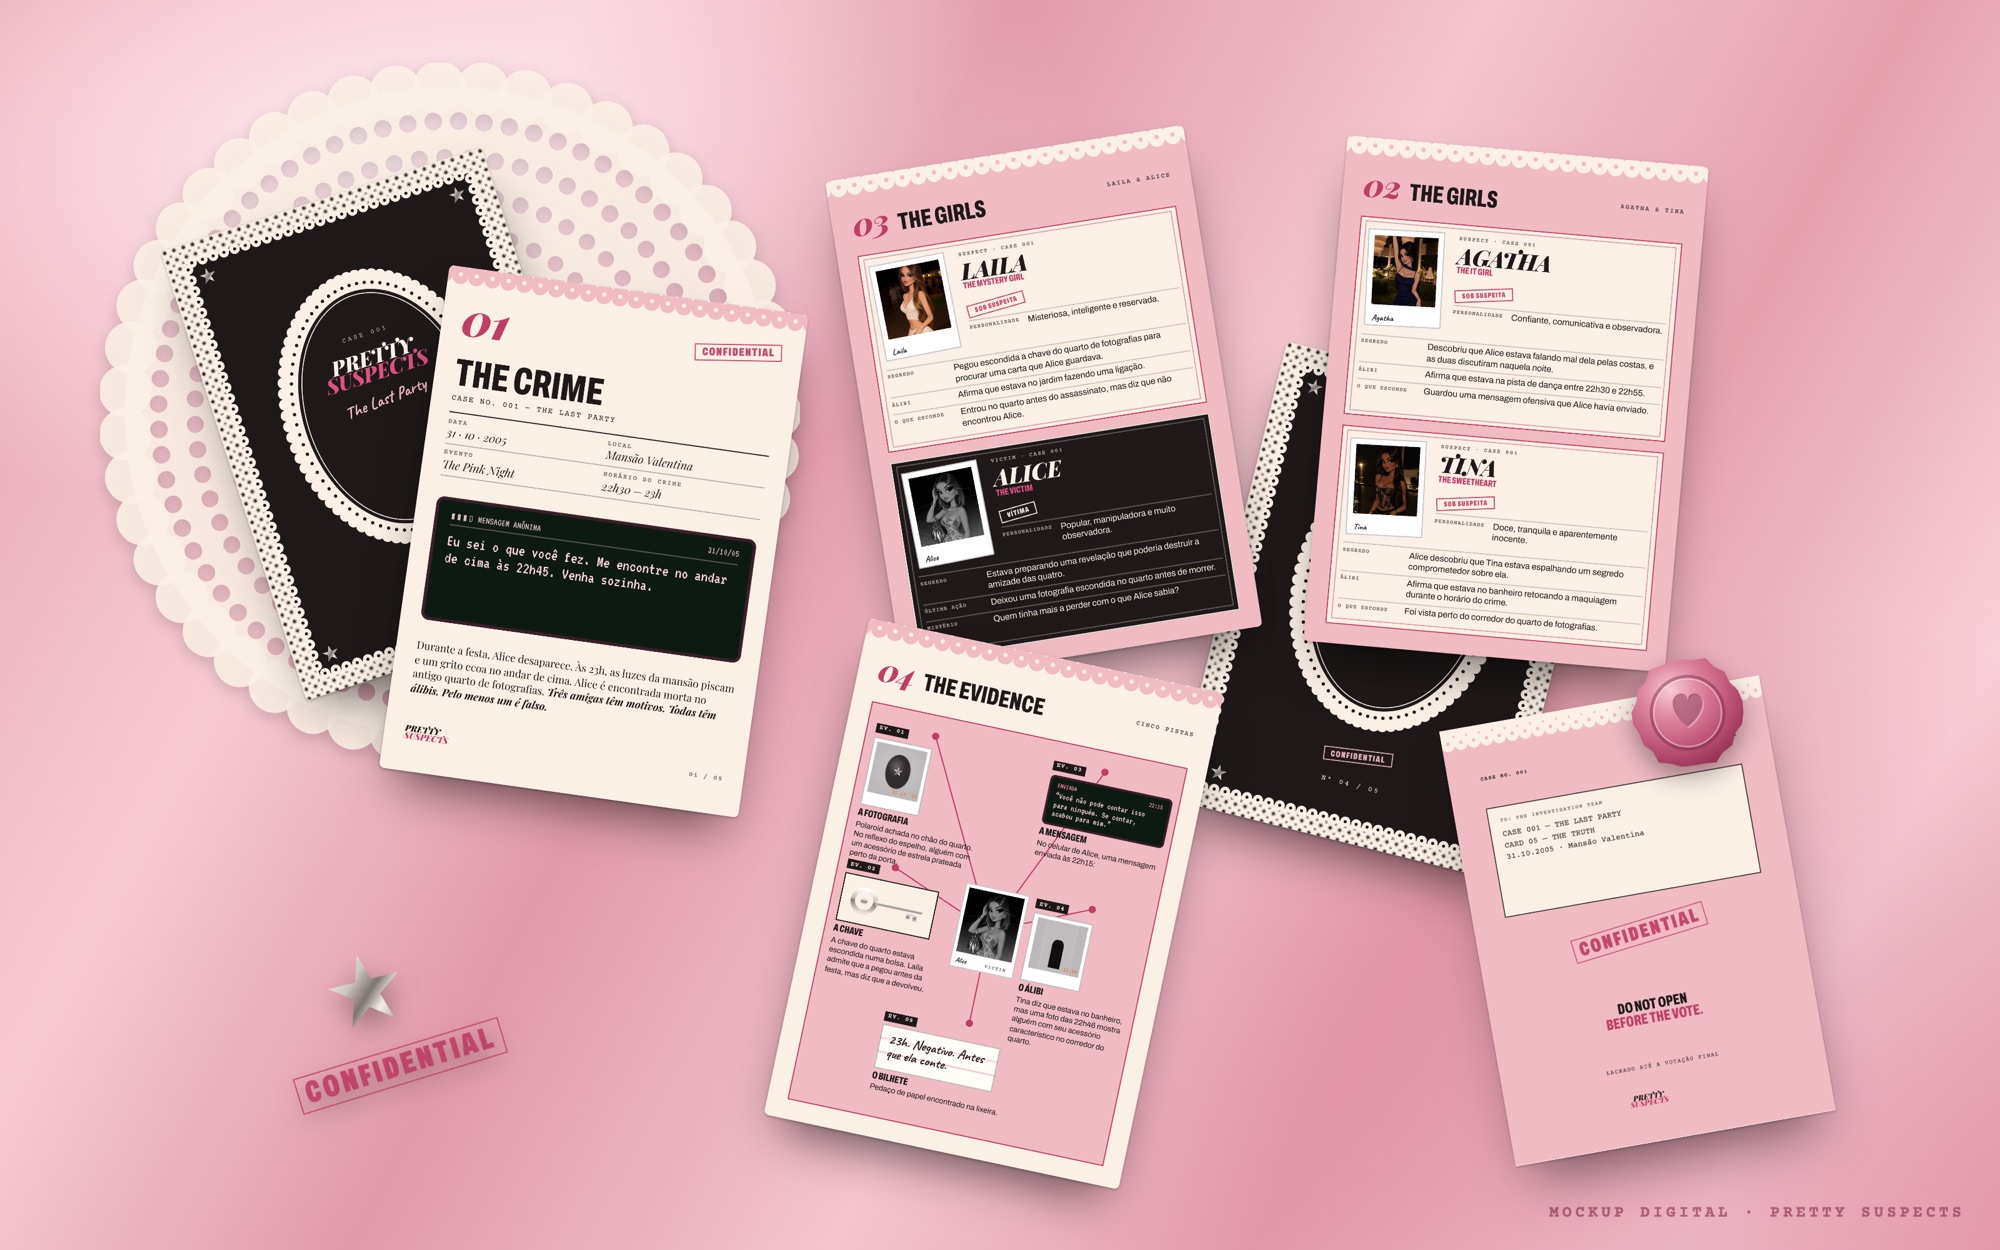 CASE 001
PRETTY
SUSPECTS
The Last Party
01
CONFIDENTIAL
THE CRIME
CASE NO. 001 — THE LAST PARTY
DATA
31 · 10 · 2005
LOCAL
Mansão Valentina
EVENTO
The Pink Night
HORÁRIO DO CRIME
22h30 — 23h
MENSAGEM ANÔNIMA
31/10/05
Eu sei o que você fez. Me encontre no andar
de cima às 22h45. Venha sozinha.
Durante a festa, Alice desaparece. Às 23h, as luzes da mansão piscam
e um grito ecoa no andar de cima. Alice é encontrada morta no
antigo quarto de fotografias. Três amigas têm motivos. Todas têm
álibis. Pelo menos um é falso.
PRETTY
SUSPECTS
01 / 05
CONFIDENTIAL
03 THE GIRLS
LAILA & ALICE
SUSPECT · CASE 001
LAILA
THE MYSTERY GIRL
SOB SUSPEITA
Laila
PERSONALIDADE Misteriosa, inteligente e reservada.
SEGREDO Pegou escondida a chave do quarto de fotografias para
procurar uma carta que Alice guardava.
ÁLIBI Afirma que estava no jardim fazendo uma ligação.
O QUE ESCONDE Entrou no quarto antes do assassinato, mas diz que não
encontrou Alice.
VICTIM · CASE 001
ALICE
THE VICTIM
VÍTIMA
Alice
PERSONALIDADE Popular, manipuladora e muito
observadora.
SEGREDO Estava preparando uma revelação que poderia destruir a
amizade das quatro.
ÚLTIMA AÇÃO Deixou uma fotografia escondida no quarto antes de morrer.
MISTÉRIO Quem tinha mais a perder com o que Alice sabia?
02 THE GIRLS
AGATHA & TINA
SUSPECT · CASE 001
AGATHA
THE IT GIRL
SOB SUSPEITA
Agatha
PERSONALIDADE Confiante, comunicativa e observadora.
SEGREDO Descobriu que Alice estava falando mal dela pelas costas, e
as duas discutiram naquela noite.
ÁLIBI Afirma que estava na pista de dança entre 22h30 e 22h55.
O QUE ESCONDE Guardou uma mensagem ofensiva que Alice havia enviado.
SUSPECT · CASE 001
TINA
THE SWEETHEART
SOB SUSPEITA
Tina
PERSONALIDADE Doce, tranquila e aparentemente
inocente.
SEGREDO Alice descobriu que Tina estava espalhando um segredo
comprometedor sobre ela.
ÁLIBI Afirma que estava no banheiro retocando a maquiagem
durante o horário do crime.
O QUE ESCONDE Foi vista perto do corredor do quarto de fotografias.
04 THE EVIDENCE
CINCO PISTAS
EV. 01
A FOTOGRAFIA
Polaroid achada no chão do quarto.
No reflexo do espelho, alguém com
um acessório de estrela prateada
perto da porta.
EV. 02
A CHAVE
A chave do quarto estava
escondida numa bolsa. Laila
admite que a pegou antes da
festa, mas diz que a devolveu.
EV. 03
ENVIADA 22:15
"Você não pode contar isso
para ninguém. Se contar,
acabou para mim."
A MENSAGEM
No celular de Alice, uma mensagem
enviada às 22h15:
Alice VICTIM
EV. 04
O ÁLIBI
Tina diz que estava no banheiro,
mas uma foto das 22h46 mostra
alguém com seu acessório
característico no corredor do
quarto.
EV. 05
23h. Negativo. Antes
que ela conte.
O BILHETE
Pedaço de papel encontrado na lixeira.
CONFIDENTIAL
Nº 04 / 05
CASE NO. 001
TO: THE INVESTIGATION TEAM
CASE 001 — THE LAST PARTY
CARD 05 — THE TRUTH
31.10.2005 · Mansão Valentina
CONFIDENTIAL
DO NOT OPEN
BEFORE THE VOTE.
LACRADO ATÉ A VOTAÇÃO FINAL
PRETTY
SUSPECTS
MOCKUP DIGITAL · PRETTY SUSPECTS